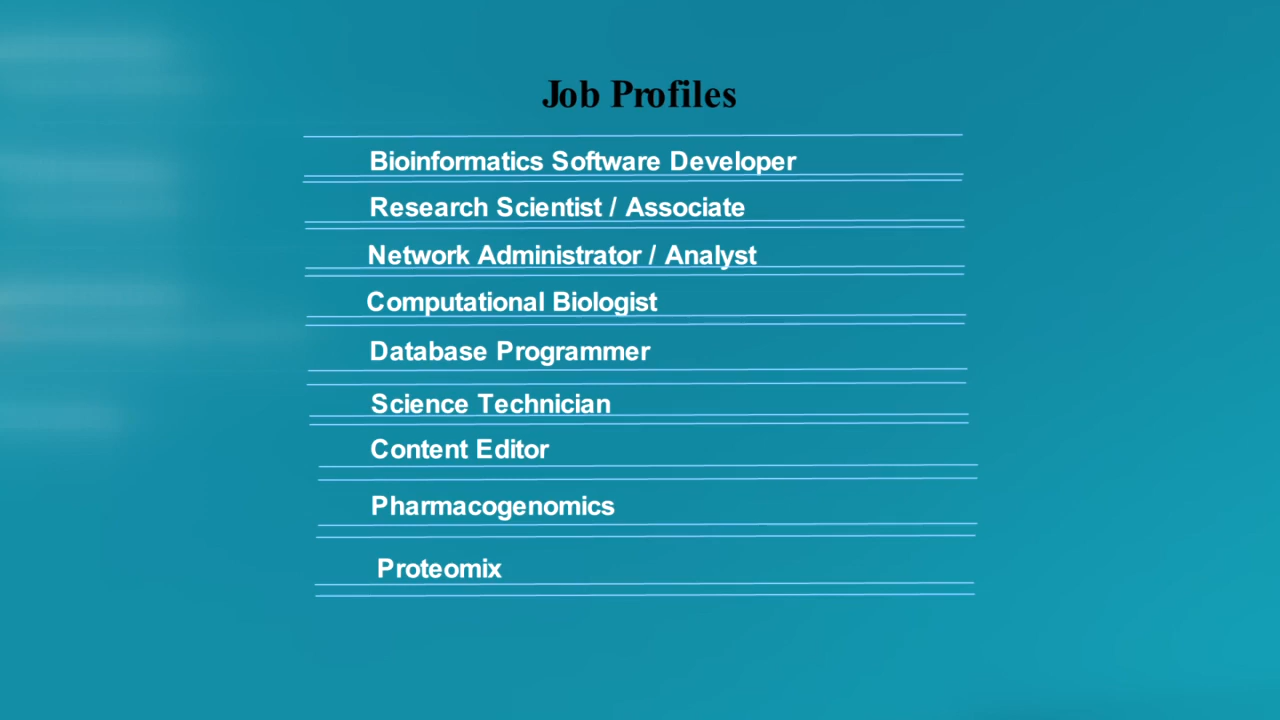 Job Profiles
Bioinformatics Software Developer
Research Scientist / Associate
Network Administrator / Analyst
Computational Biologist
Database Programmer
Science Technician
Content Editor
Pharmacogenomics
Proteomix